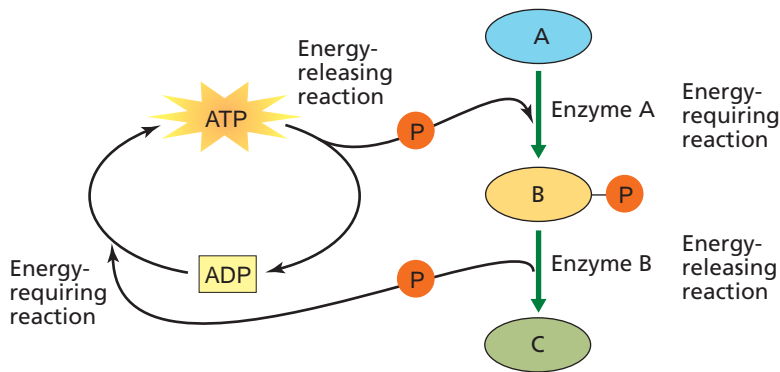 A
Energy-
releasing
reaction
ATP
P
Enzyme A
Energy-
requiring
reaction
B
P
Energy-
requiring
reaction
ADP
P
Enzyme B
Energy-
releasing
reaction
C